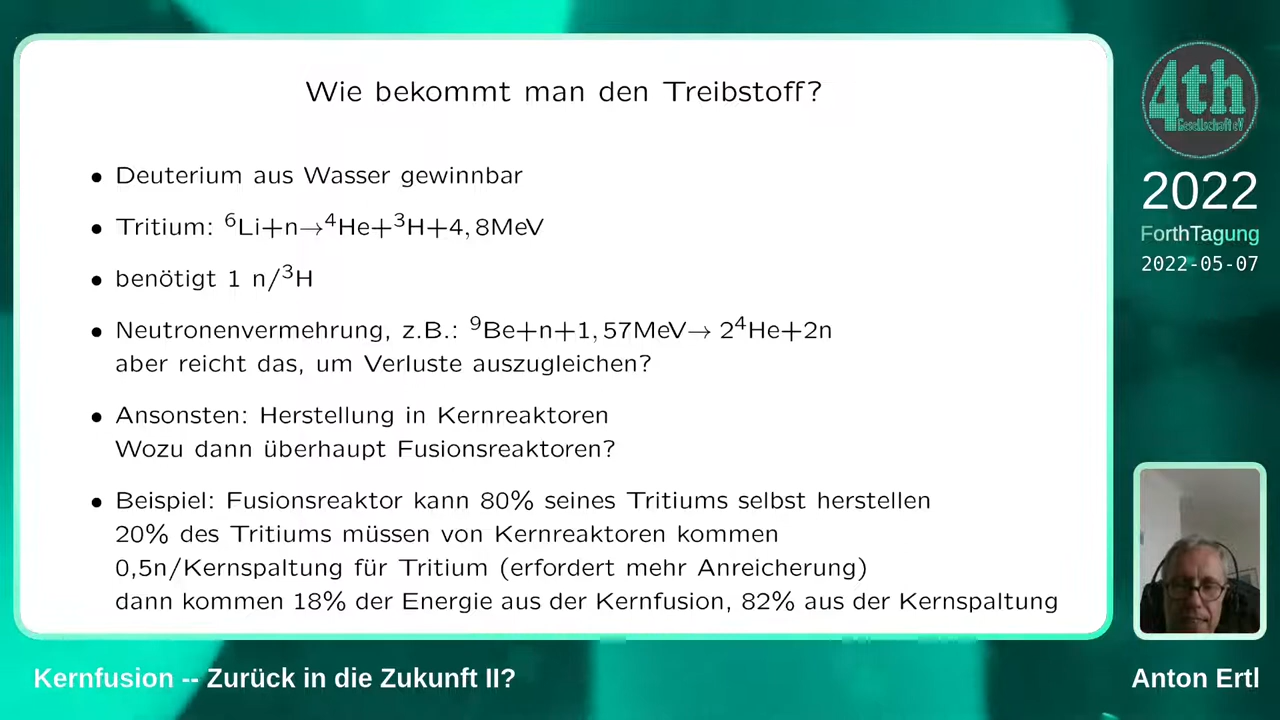 Wie bekommt man den Treibstoff?
• Deuterium aus Wasser gewinnbar
• Tritium: ⁶Li+n→⁴He+³H+4,8MeV
• benötigt 1 n/³H
• Neutronenvermehrung, z.B.: ⁹Be+n+1,57MeV→ 2⁴He+2n
aber reicht das, um Verluste auszugleichen?
• Ansonsten: Herstellung in Kernreaktoren
Wozu dann überhaupt Fusionsreaktoren?
• Beispiel: Fusionsreaktor kann 80% seines Tritiums selbst herstellen
20% des Tritiums müssen von Kernreaktoren kommen
0,5n/Kernspaltung für Tritium (erfordert mehr Anreicherung)
dann kommen 18% der Energie aus der Kernfusion, 82% aus der Kernspaltung
4th
Gesellschaft eV
2022
ForthTagung
2022-05-07
Kernfusion -- Zurück in die Zukunft II?
Anton Ertl